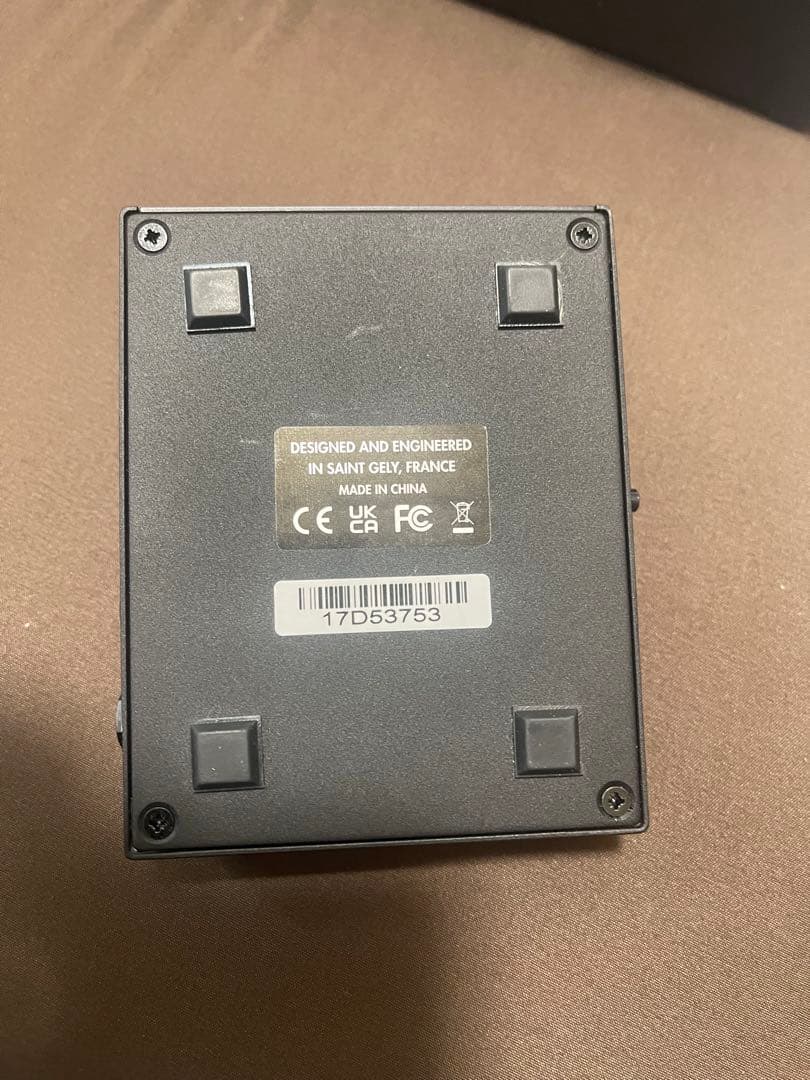 DESIGNED AND ENGINEERED
IN SAINT GELY, FRANCE
MADE IN CHINA
CE UK CA FC
17D53753